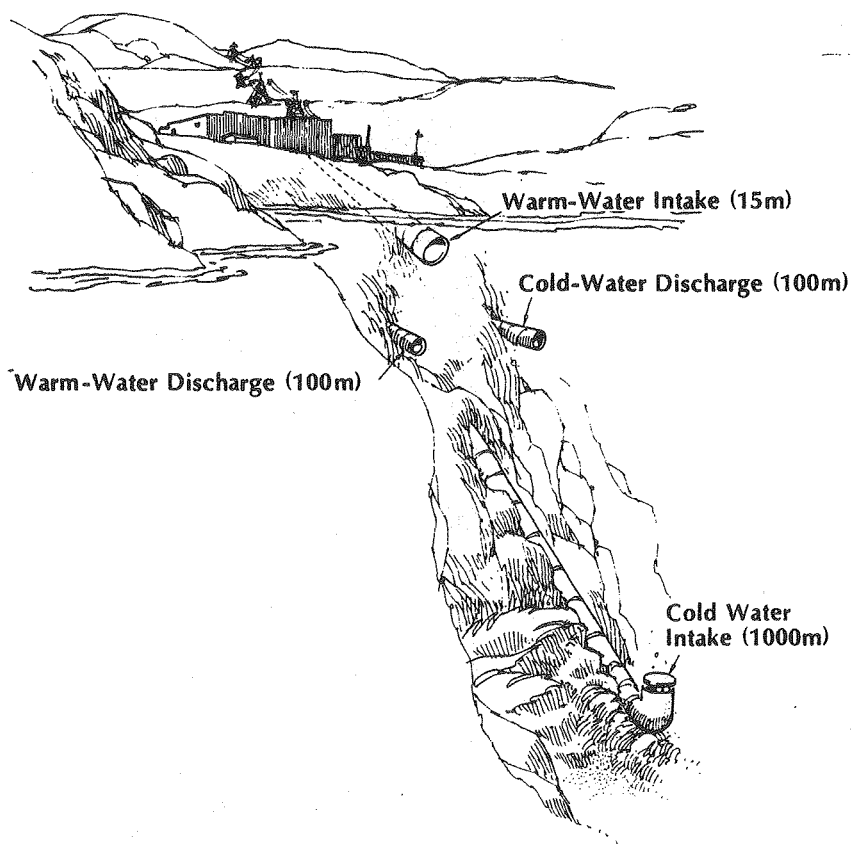 Warm-Water Intake (15m)
Cold-Water Discharge (100m)
Warm-Water Discharge (100m)
Cold Water
Intake (1000m)